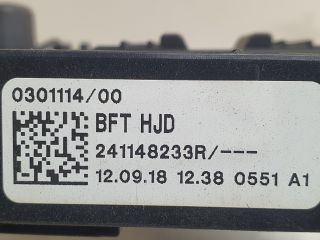 0301114/00
BFT HJD
241148233R/---
12.09.18 12.38 0551 A1